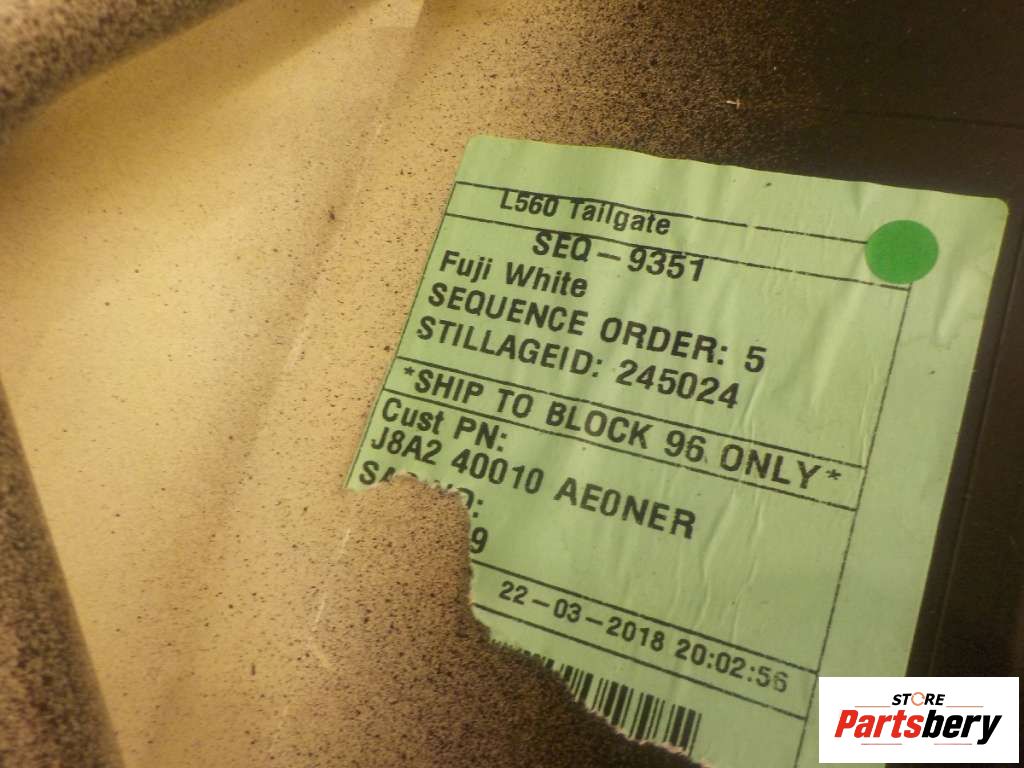 L560 Tailgate
SEQ-9351
Fuji White
SEQUENCE ORDER: 5
STILLAGEID: 245024
*SHIP TO BLOCK 96 ONLY*
Cust PN:
J8A2 40010 AE0NER
9
22-03-2018 20:02:56
STORE
Partsbery